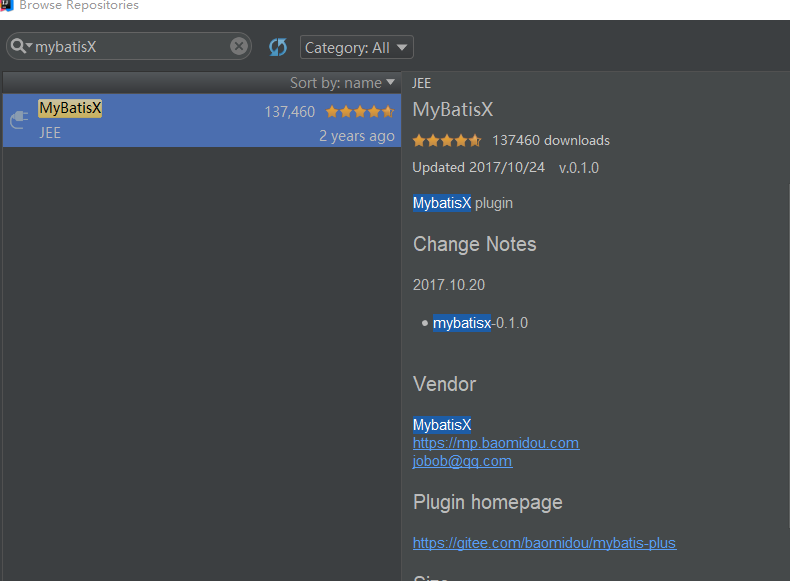 Browse Repositories
mybatisX
Category: All
Sort by: name
MyBatisX
137,460
JEE
2 years ago
JEE
MyBatisX
137460 downloads
Updated 2017/10/24 v.0.1.0
MybatisX plugin
Change Notes
2017.10.20
• mybatisx-0.1.0
Vendor
MybatisX
https://mp.baomidou.com
jobob@qq.com
Plugin homepage
https://gitee.com/baomidou/mybatis-plus